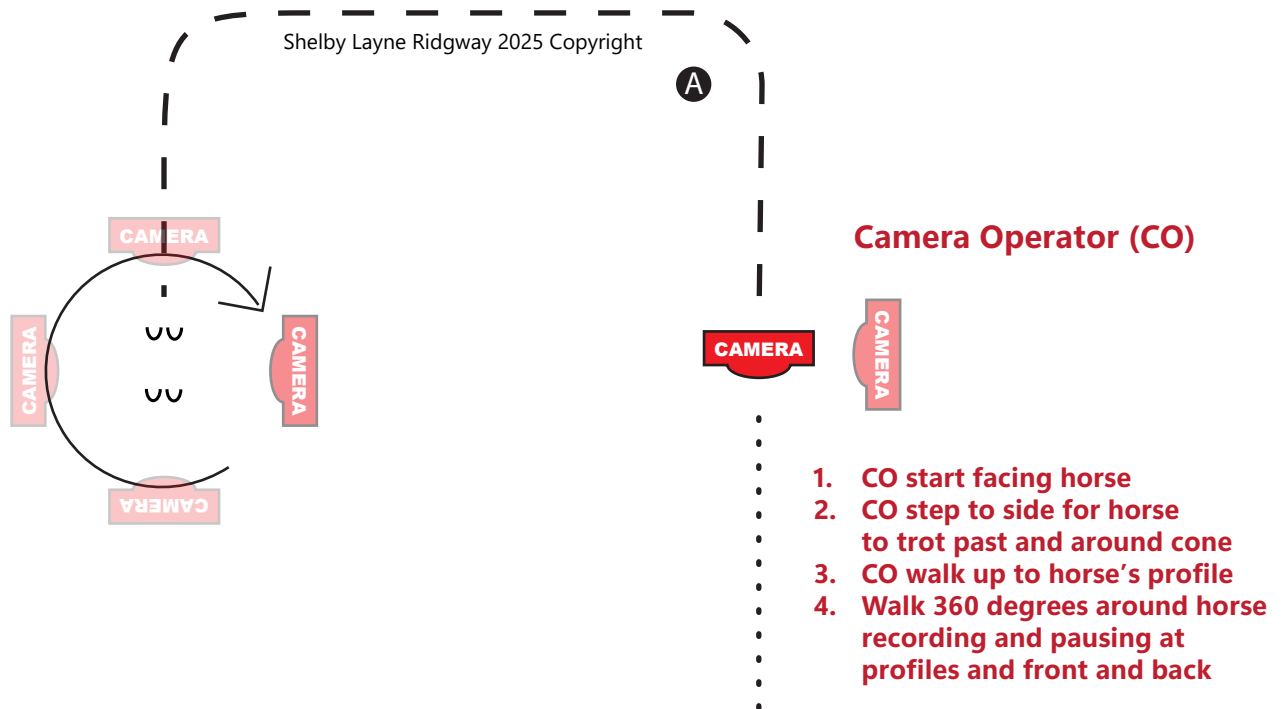 Shelby Layne Ridgway 2025 Copyright
A
CAMERA
Camera Operator (CO)
CAMERA
CAMERA
CAMERA
CAMERA
CAMERA
CAMERA
1. CO start facing horse
2. CO step to side for horse
to trot past and around cone
3. CO walk up to horse’s profile
4. Walk 360 degrees around horse
recording and pausing at
profiles and front and back